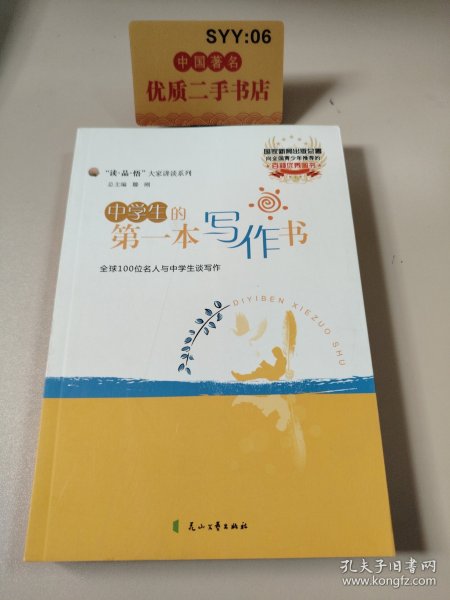 SYY:06
中国著名
优质二手书店
国家新闻出版总署
向全国青少年推荐的
百种优秀图书
“读·品·悟”大家讲谈系列
总主编 滕刚
中学生的
第一本写作书
全球100位名人与中学生谈写作
DIYIBEN XIEZUO SHU
花山文艺出版社
孔夫子旧书网
www.kongfz.com